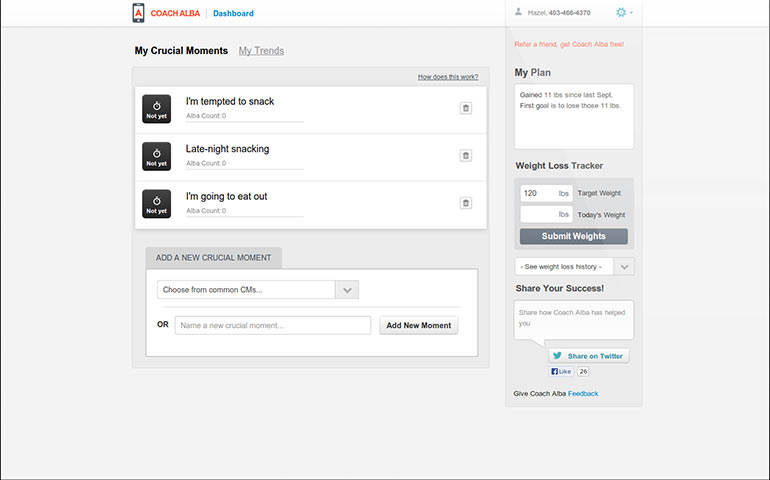 A COACH ALBA Dashboard
Hazel, 403-466-4370
Refer a friend, get Coach Alba free!
My Crucial Moments My Trends
How does this work?
Not yet
I'm tempted to snack
Alba Count: 0
Not yet
Late-night snacking
Alba Count: 0
Not yet
I'm going to eat out
Alba Count: 0
ADD A NEW CRUCIAL MOMENT
Choose from common CMs...
OR Name a new crucial moment... Add New Moment
My Plan
Gained 11 lbs since last Sept.
First goal is to lose those 11 lbs.
Weight Loss Tracker
120 lbs Target Weight
lbs Today's Weight
Submit Weights
- See weight loss history -
Share Your Success!
Share how Coach Alba has helped
you
Share on Twitter
f Like 26
Give Coach Alba Feedback